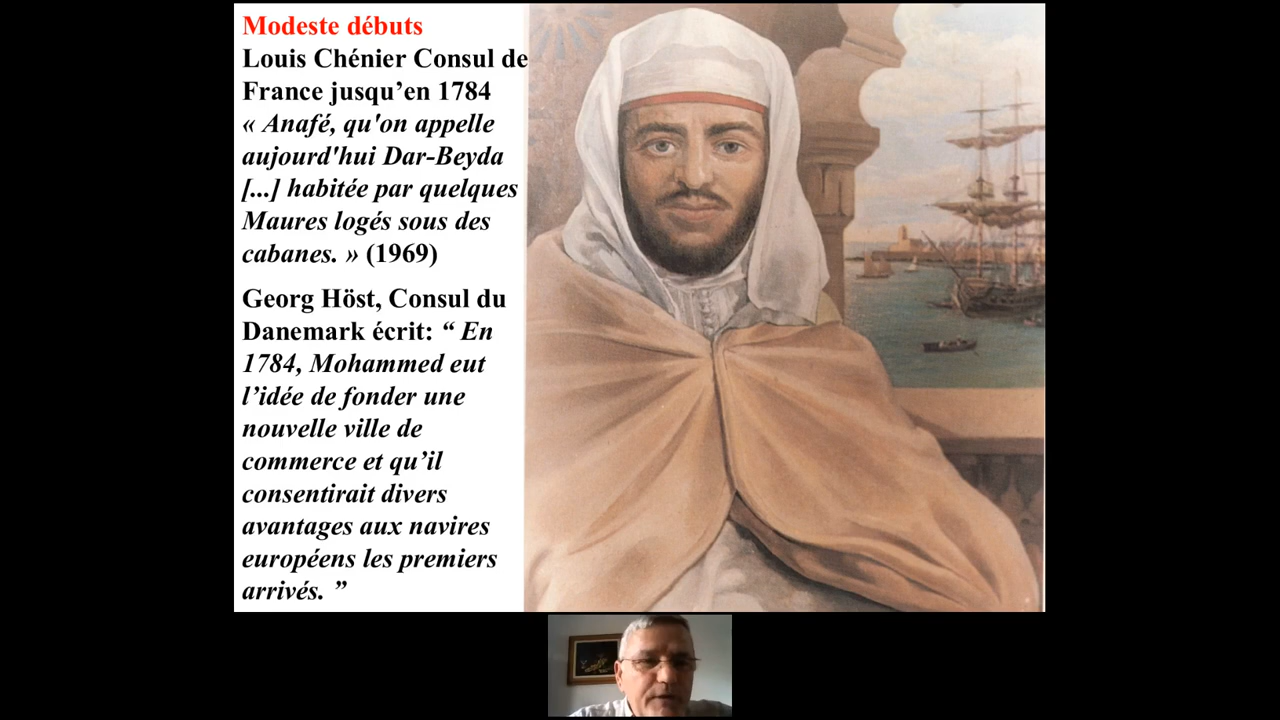 Modeste débuts
Louis Chénier Consul de
France jusqu’en 1784
« Anafé, qu'on appelle
aujourd'hui Dar-Beyda
[...] habitée par quelques
Maures logés sous des
cabanes. » (1969)
Georg Höst, Consul du
Danemark écrit: “ En
1784, Mohammed eut
l’idée de fonder une
nouvelle ville de
commerce et qu’il
consentirait divers
avantages aux navires
européens les premiers
arrivés. ”